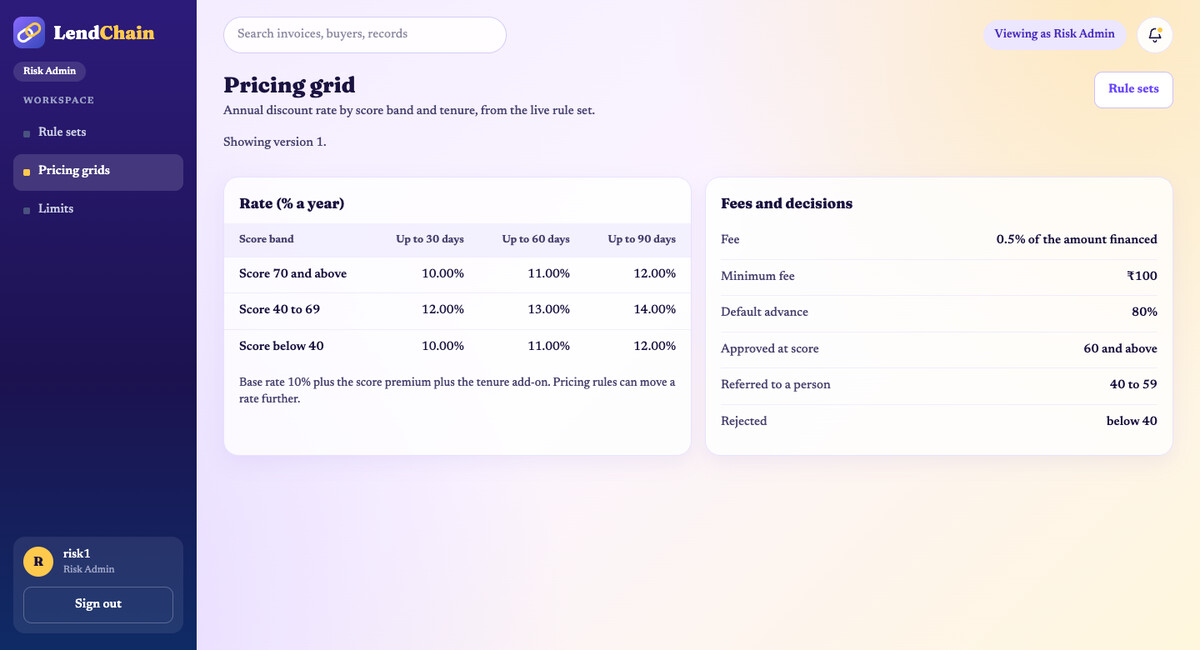 LendChain
Risk Admin
WORKSPACE
Rule sets
Pricing grids
Limits
R
risk1
Risk Admin
Sign out
Search invoices, buyers, records
Viewing as Risk Admin
Pricing grid
Annual discount rate by score band and tenure, from the live rule set.
Rule sets
Showing version 1.
Rate (% a year)
Score band Up to 30 days Up to 60 days Up to 90 days
Score 70 and above 10.00% 11.00% 12.00%
Score 40 to 69 12.00% 13.00% 14.00%
Score below 40 10.00% 11.00% 12.00%
Base rate 10% plus the score premium plus the tenure add-on. Pricing rules can move a
rate further.
Fees and decisions
Fee 0.5% of the amount financed
Minimum fee ₹100
Default advance 80%
Approved at score 60 and above
Referred to a person 40 to 59
Rejected below 40